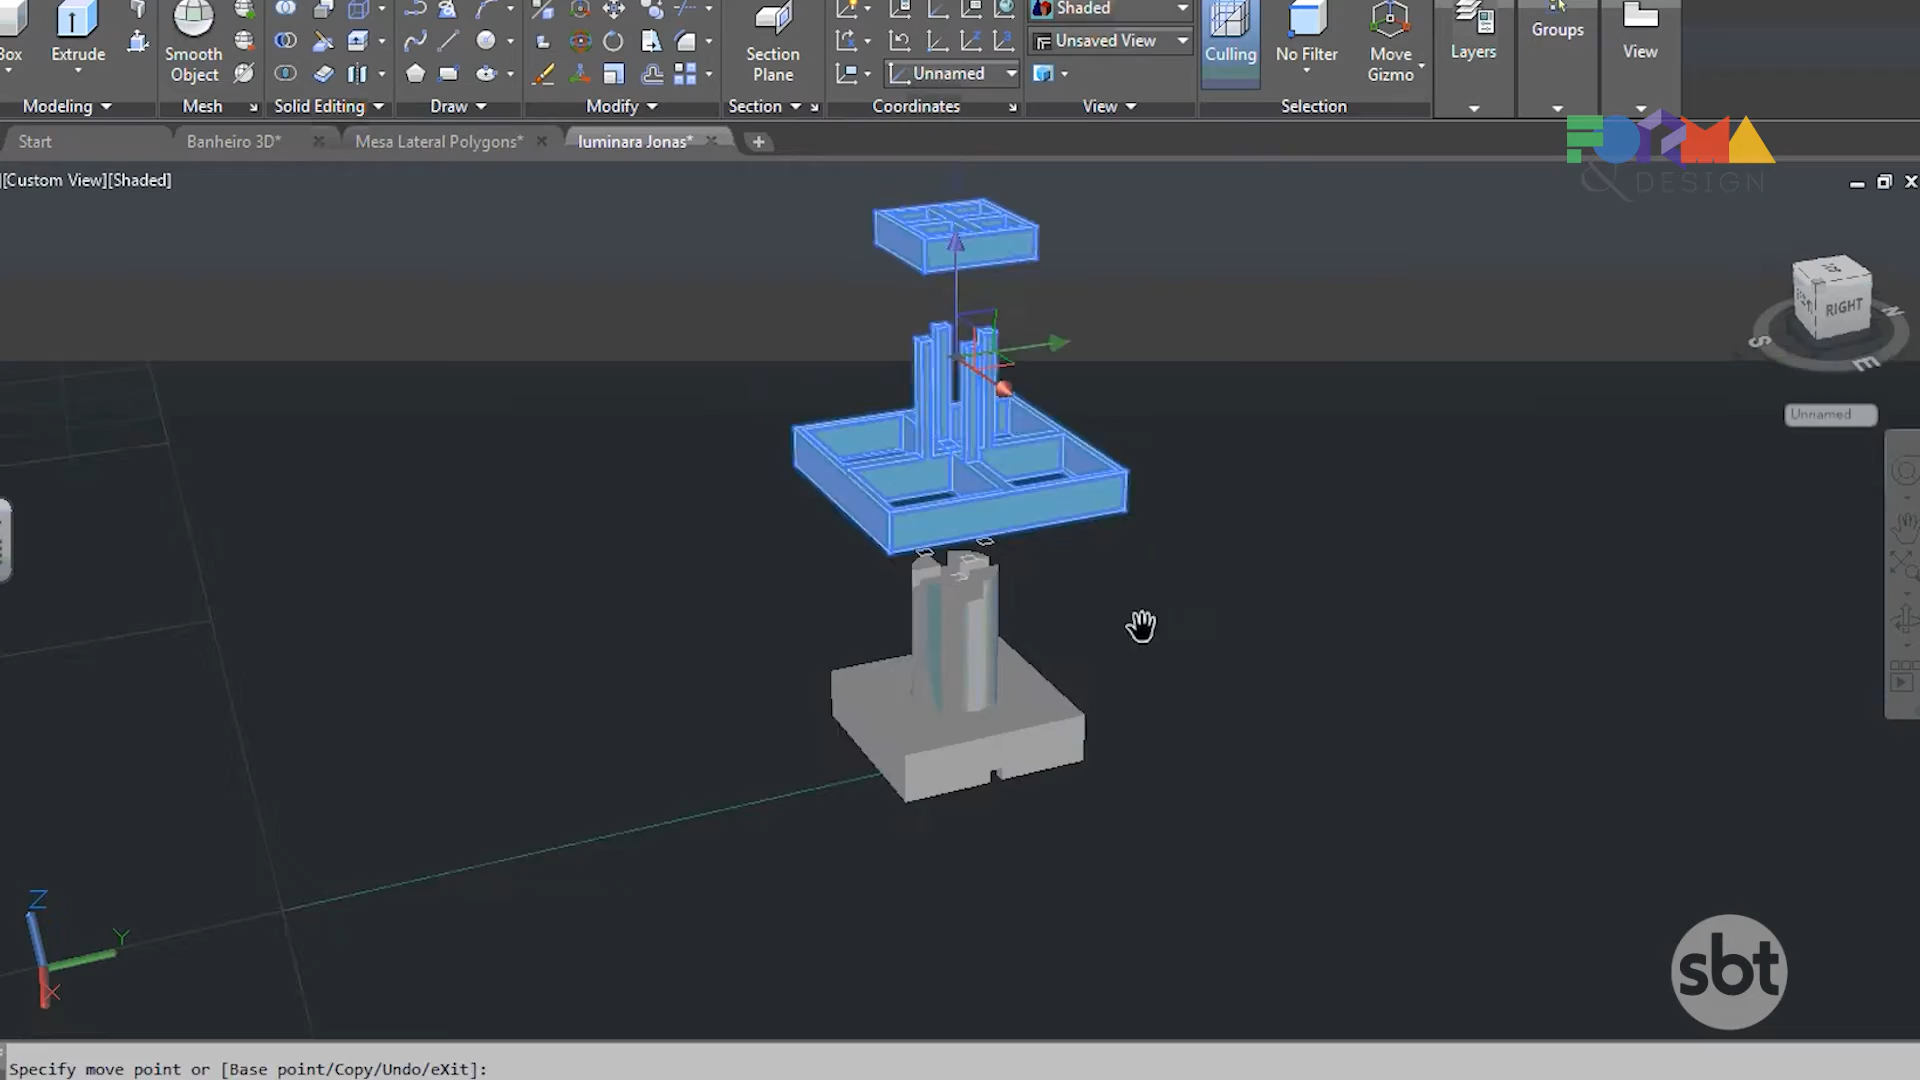 Box
Extrude
Smooth
Object
Section
Plane
Shaded
Unsaved View
Unnamed
Culling
No Filter
Move
Gizmo
Layers
Groups
View
Modeling
Mesh
Solid Editing
Draw
Modify
Section
Coordinates
View
Selection
Start
Banheiro 3D*
Mesa Lateral Polygons*
luminara Jonas*
FORMA
& DESIGN
[Custom View][Shaded]
RIGHT
S
E
N
Unnamed
Z
Y
X
sbt
Specify move point or [Base point/Copy/Undo/eXit]: